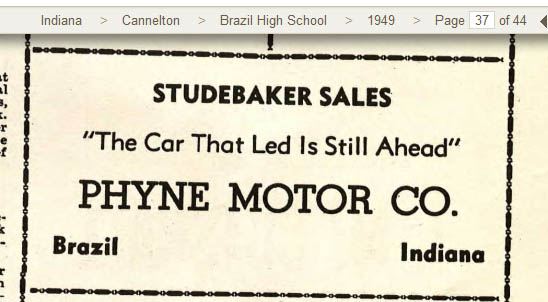 Indiana > Cannelton > Brazil High School > 1949 > Page 37 of 44
STUDEBAKER SALES
"The Car That Led Is Still Ahead"
PHYNE MOTOR CO.
Brazil Indiana